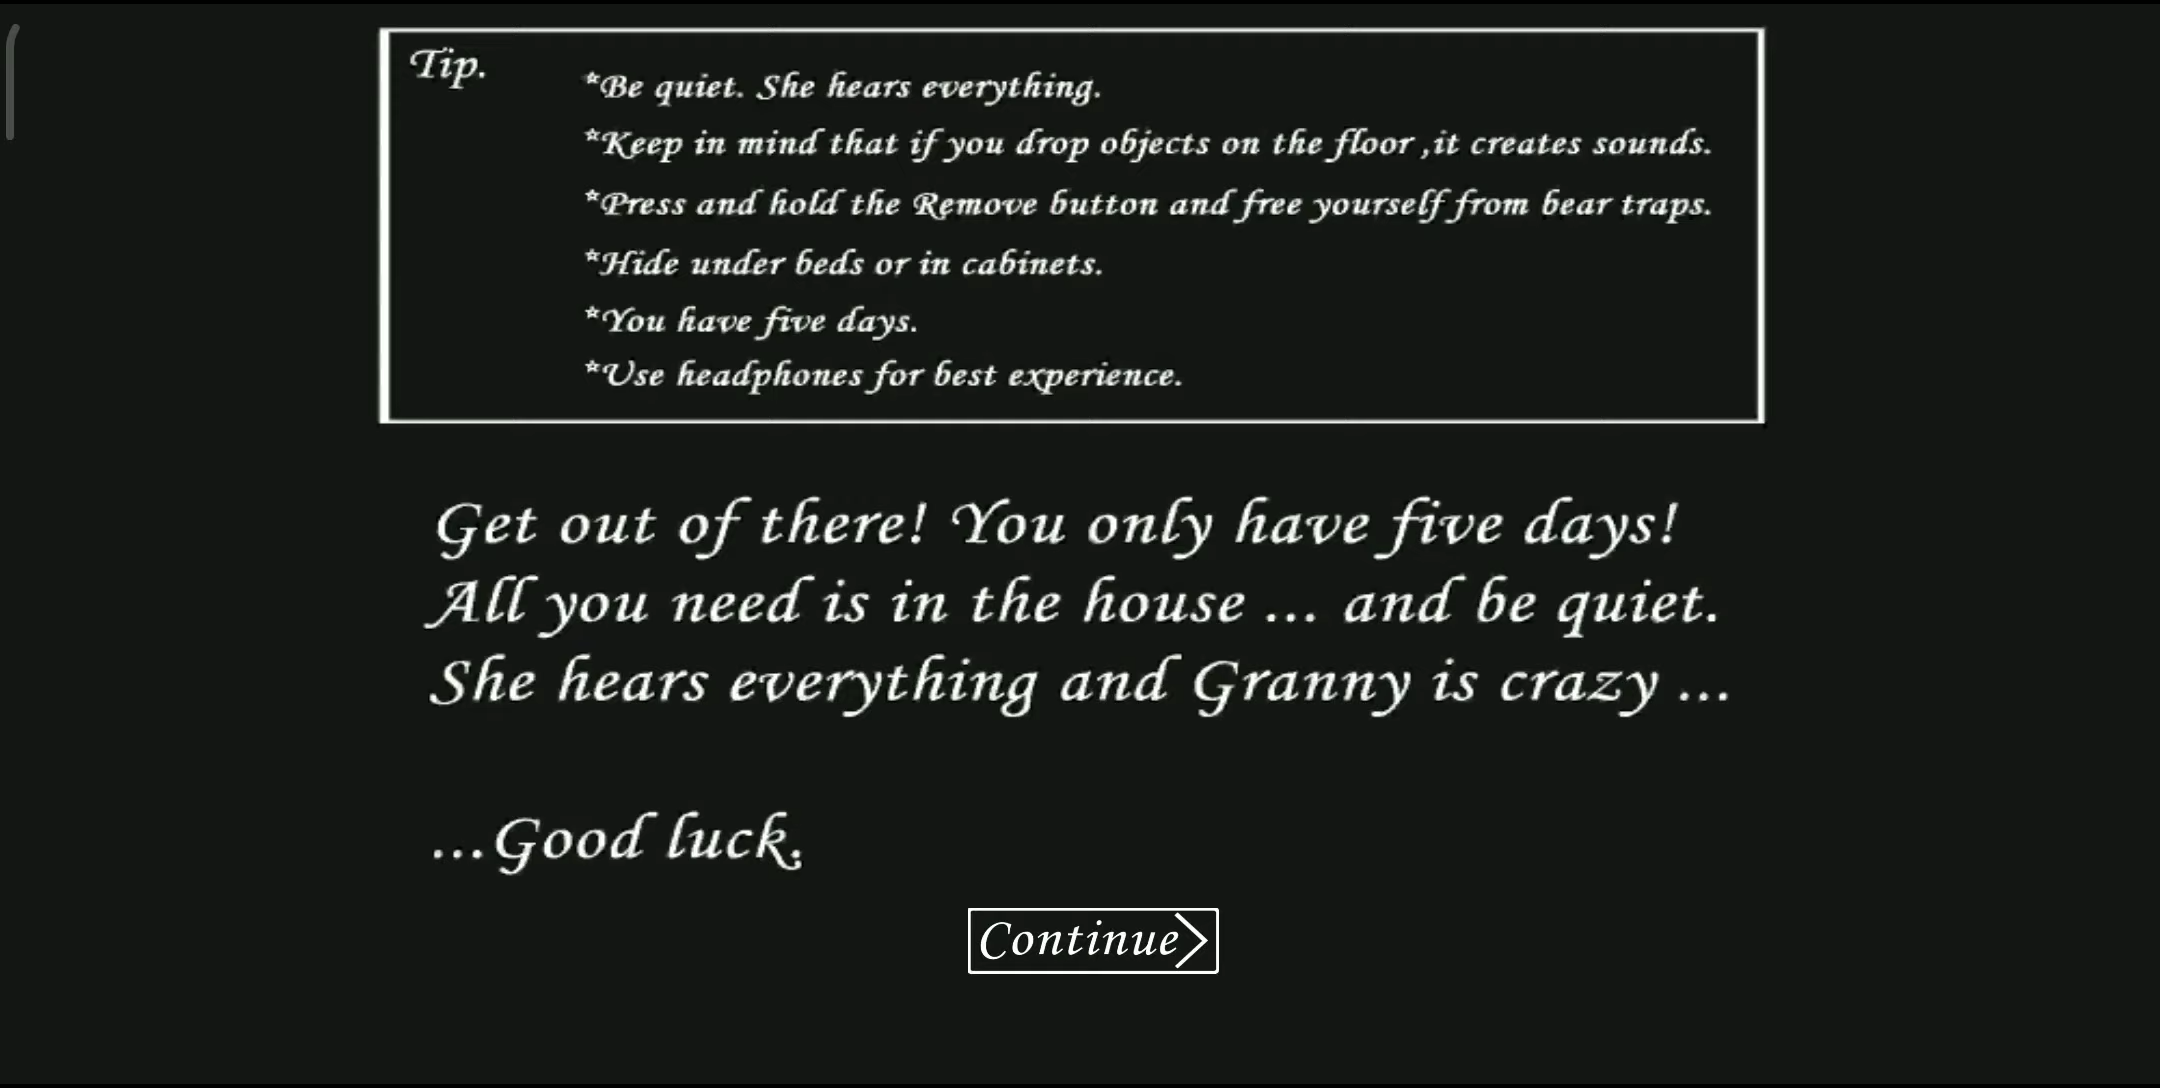 Tip.
*Be quiet. She hears everything.
*Keep in mind that if you drop objects on the floor ,it creates sounds.
*Press and hold the Remove button and free yourself from bear traps.
*Hide under beds or in cabinets.
*You have five days.
*Use headphones for best experience.
Get out of there! You only have five days!
All you need is in the house ... and be quiet.
She hears everything and Granny is crazy ...
...Good luck.
Continue>